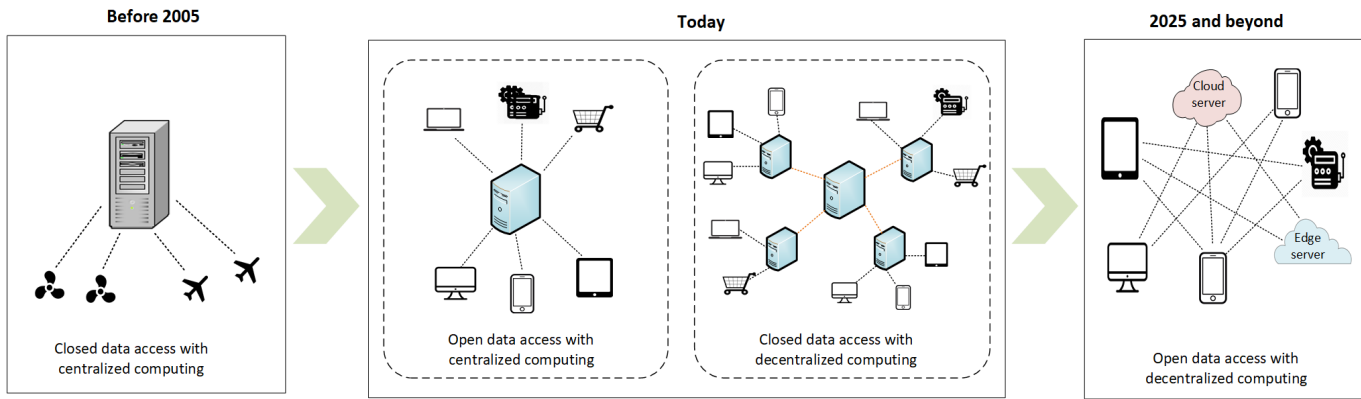 Before 2005
Closed data access with
centralized computing
Today
Open data access with
centralized computing
Closed data access with
decentralized computing
2025 and beyond
Cloud
server
Edge
server
Open data access with
decentralized computing